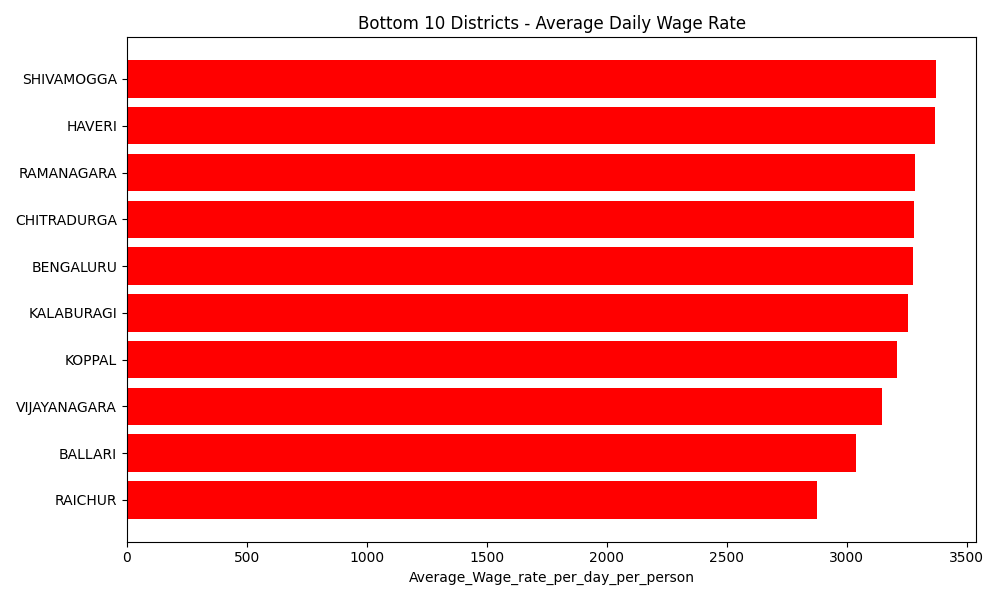 Bottom 10 Districts - Average Daily Wage Rate
SHIVAMOGGA
HAVERI
RAMANAGARA
CHITRADURGA
BENGALURU
KALABURAGI
KOPPAL
VIJAYANAGARA
BALLARI
RAICHUR
0 500 1000 1500 2000 2500 3000 3500
Average_Wage_rate_per_day_per_person